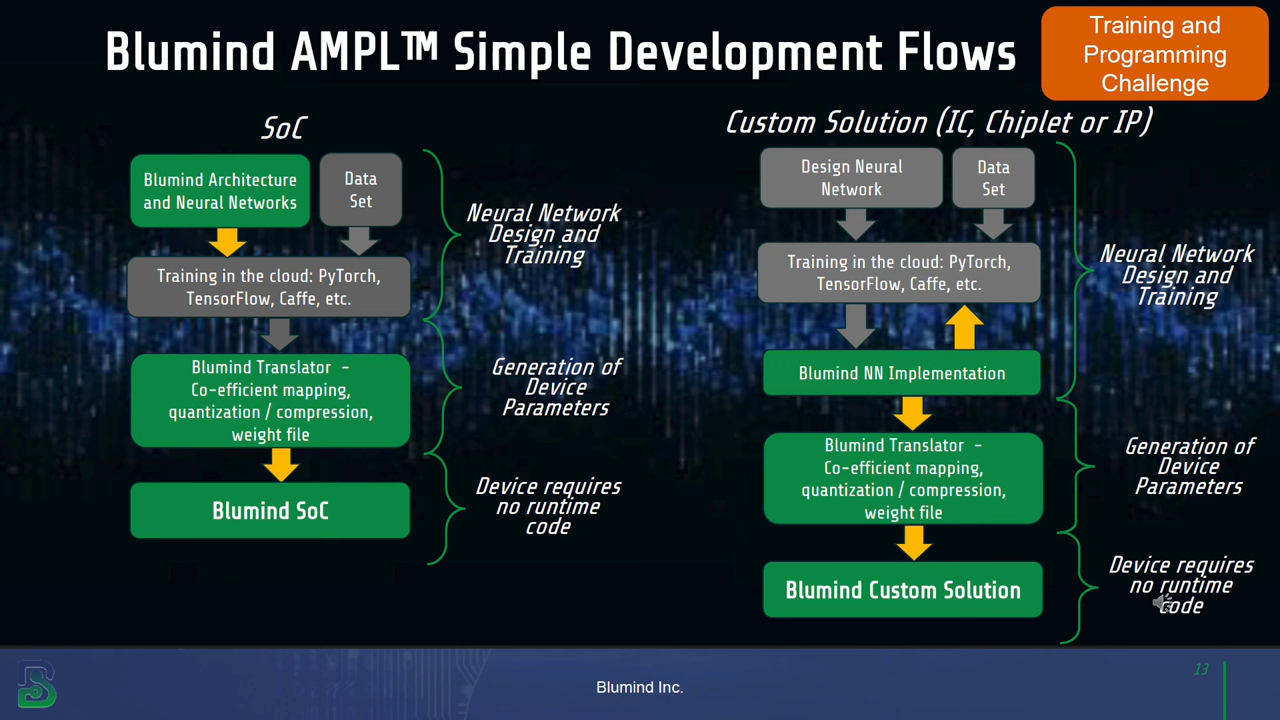 Blumind AMPL™ Simple Development Flows
Training and
Programming
Challenge
SoC
Blumind Architecture
and Neural Networks
Data
Set
Training in the cloud: PyTorch,
TensorFlow, Caffe, etc.
Blumind Translator -
Co-efficient mapping,
quantization / compression,
weight file
Blumind SoC
Neural Network
Design and
Training
Generation of
Device
Parameters
Device requires
no runtime
code
Custom Solution (IC, Chiplet or IP)
Design Neural
Network
Data
Set
Training in the cloud: PyTorch,
TensorFlow, Caffe, etc.
Blumind NN Implementation
Blumind Translator -
Co-efficient mapping,
quantization / compression,
weight file
Blumind Custom Solution
Neural Network
Design and
Training
Generation of
Device
Parameters
Device requires
no runtime
code
Blumind Inc.
13